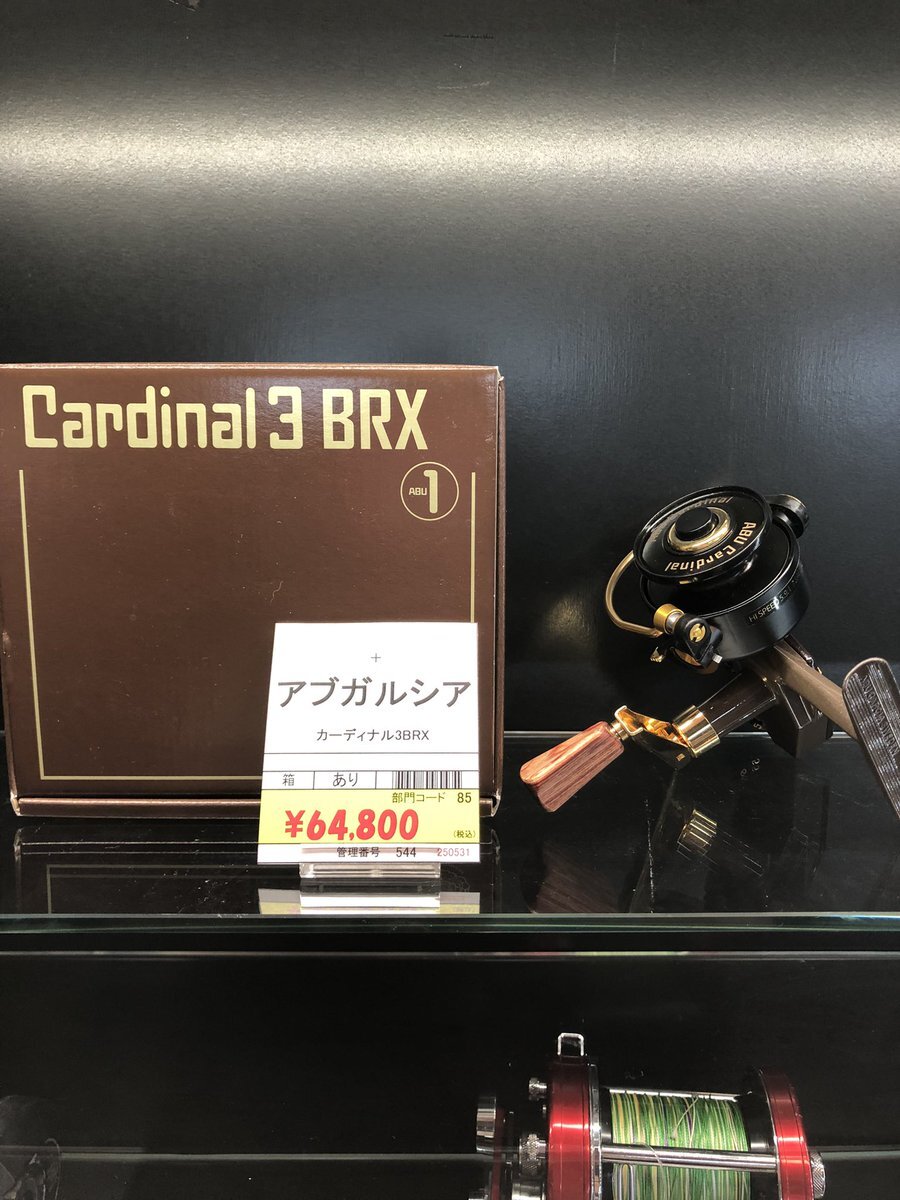 Cardinal 3 BRX
ABU 1
+
アブガルシア
カーディナル3BRX
箱 あり
部門コード 85
¥64,800
(税込)
管理番号 544 250531
Cardinal
ABU Cardinal
HI SPEED